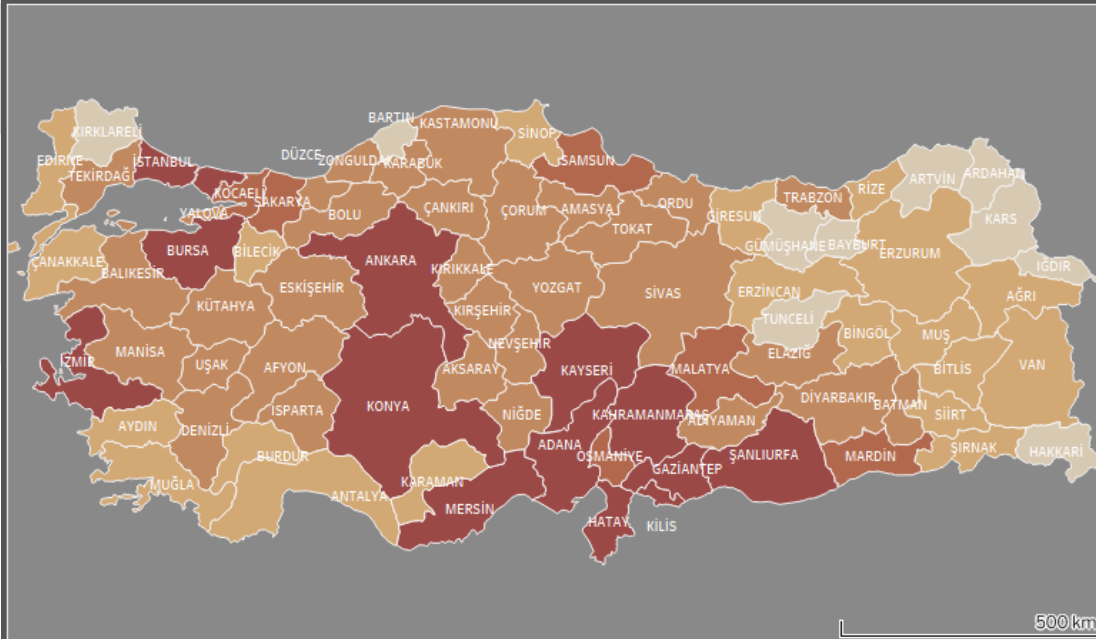 BARTIN
KASTAMONU
KIRKLARELİ
SİNOP
DÜZCE
ZONGULDAK
KARABÜK
EDİRNE
İSTANBUL
SAMSUN
TEKİRDAĞ
KOCAELİ
SAKARYA
YALOVA
BOLU
ÇANKIRI
ÇORUM
AMASYA
ORDU
TOKAT
GİRESUN
TRABZON
RİZE
ARTVİN
ARDAHAN
KARS
GÜMÜŞHANE
BAYBURT
ERZURUM
IĞDIR
ÇANAKKALE
BALIKESİR
BURSA
BİLECİK
ANKARA
KIRIKKALE
ESKİŞEHİR
KÜTAHYA
YOZGAT
SİVAS
ERZİNCAN
AĞRI
KIRŞEHİR
TUNCELİ
BİNGÖL
MUŞ
NEVŞEHİR
ELAZIĞ
MANİSA
İZMİR
UŞAK
AFYON
AKSARAY
KAYSERİ
MALATYA
BİTLİS
VAN
ISPARTA
KONYA
NİĞDE
KAHRAMANMARAŞ
ADIYAMAN
DİYARBAKIR
BATMAN
SİİRT
AYDIN
DENİZLİ
ADANA
OSMANİYE
ŞANLIURFA
MARDİN
ŞIRNAK
HAKKARİ
BURDUR
GAZİANTEP
MUĞLA
ANTALYA
KARAMAN
MERSİN
HATAY
KİLİS
500 km